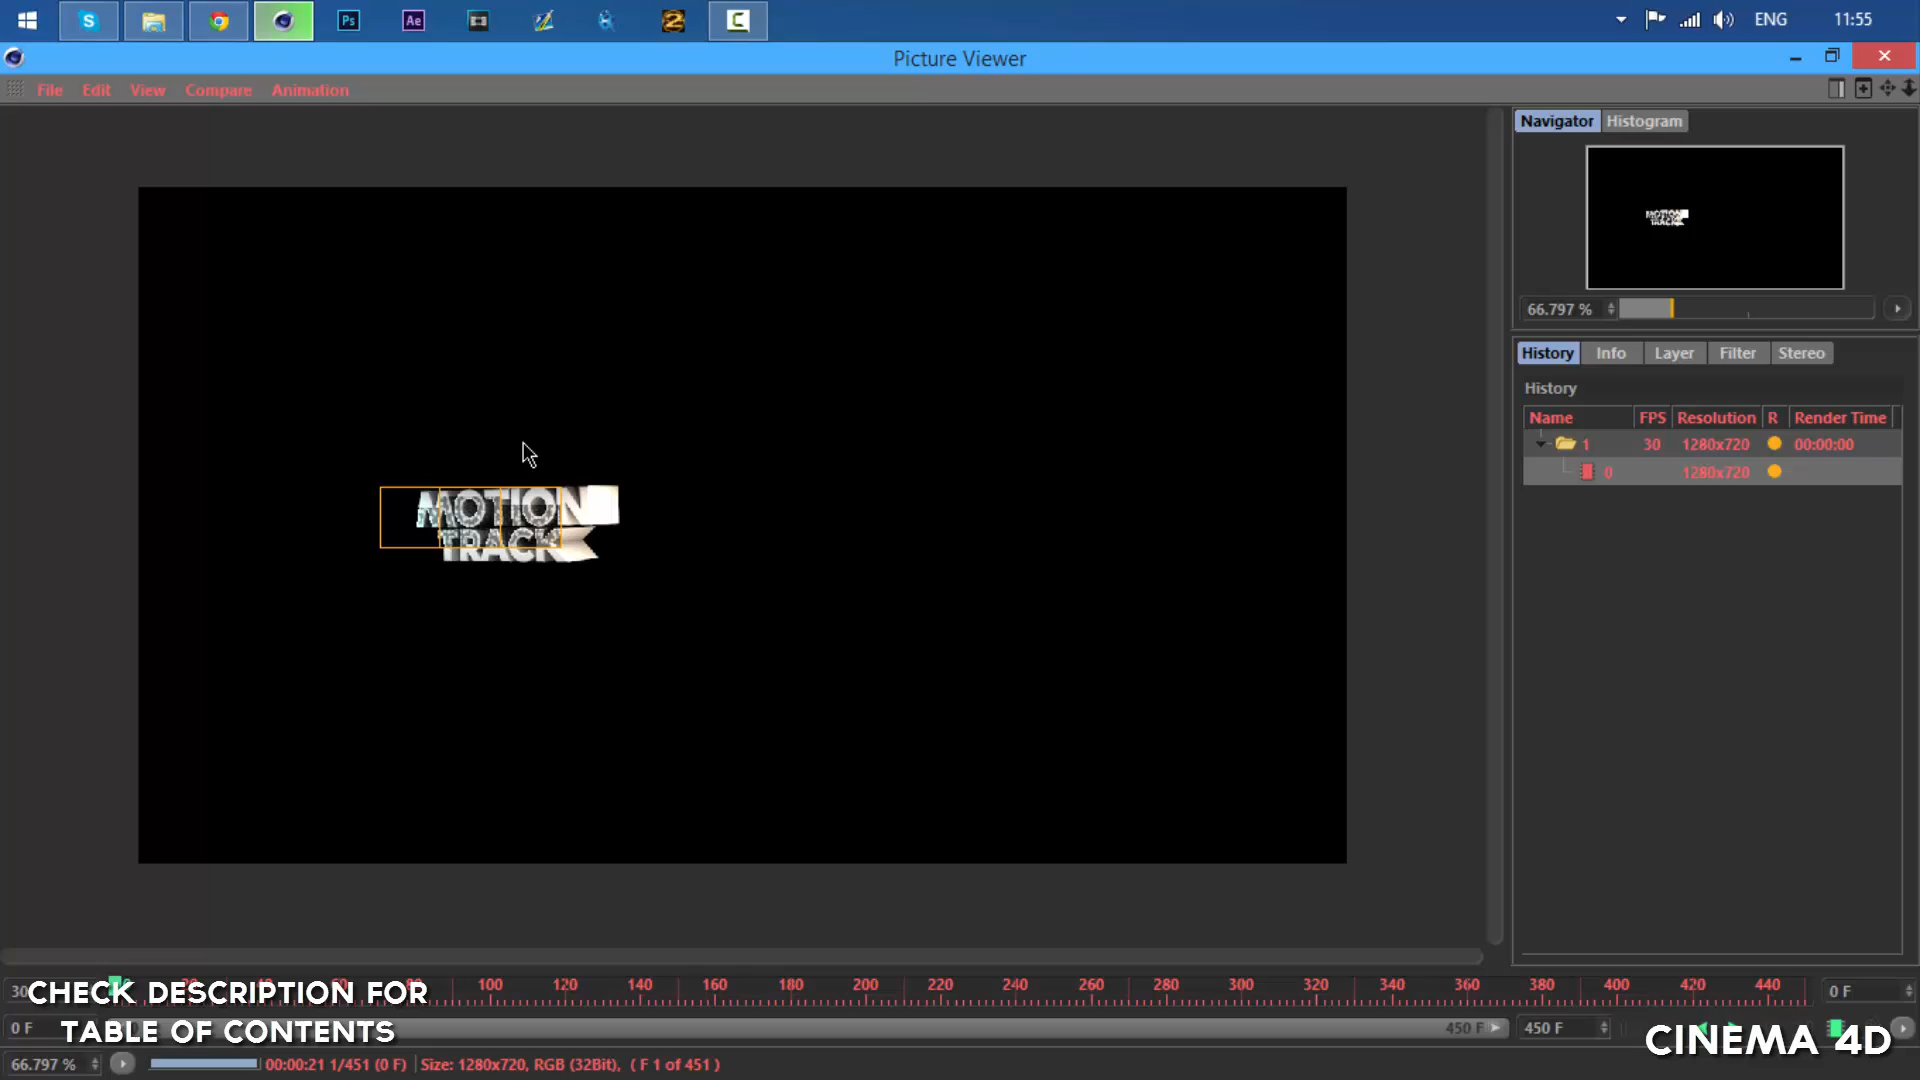 Ps
Ae
ENG
11:55
Picture Viewer
File Edit View Compare Animation
Navigator Histogram
66.797 %
History Info Layer Filter Stereo
History
Name FPS Resolution R Render Time
1 30 1280x720 00:00:00
0 1280x720
MOTION
TRACK
100 120 140 160 180 200 220 240 260 280 300 320 340 360 380 400 420 440
0 F
CHECK DESCRIPTION FOR
TABLE OF CONTENTS
0 F
450 F
450 F
CINEMA 4D
66.797 %
00:00:21 1/451 (0 F)
Size: 1280x720, RGB (32Bit), ( F 1 of 451 )